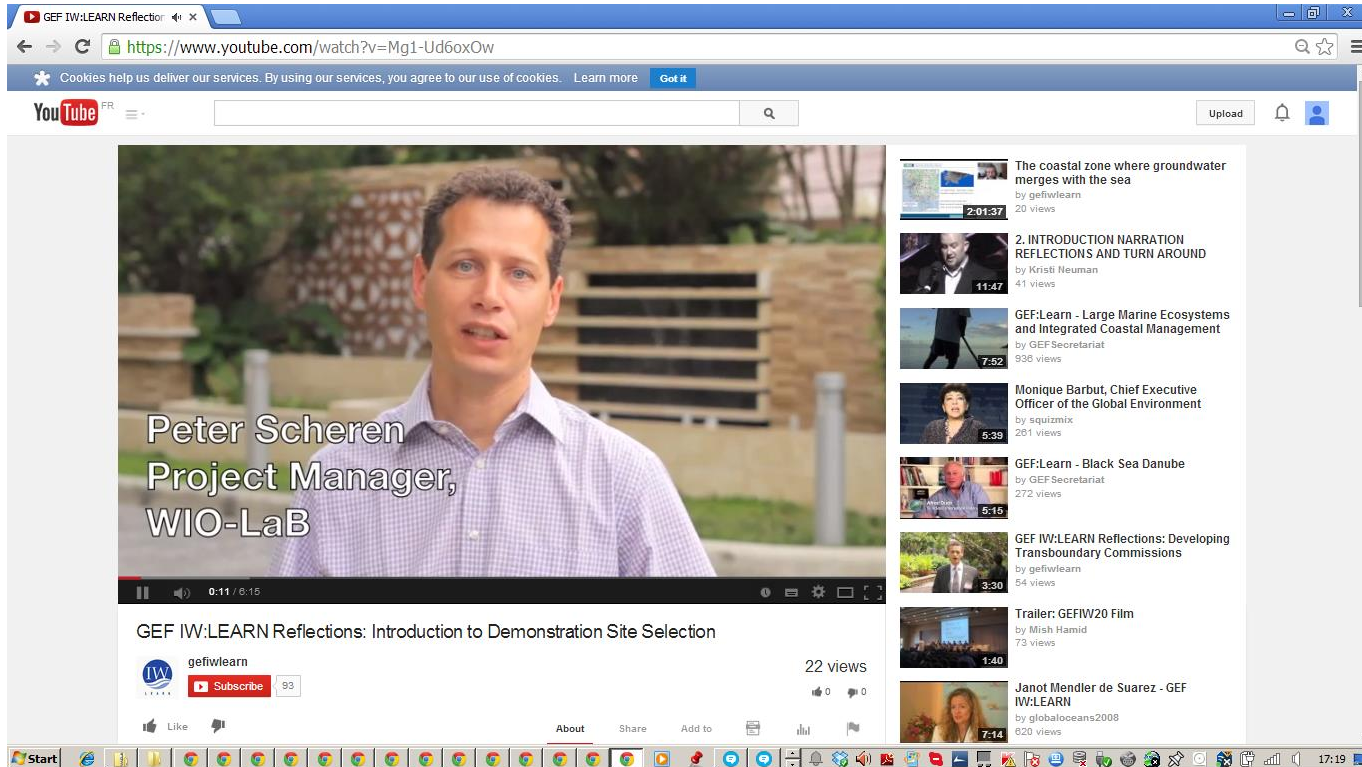 GEF IW:LEARN Reflection
https://www.youtube.com/watch?v=Mg1-Ud6oxOw
Cookies help us deliver our services. By using our services, you agree to our use of cookies. Learn more Got it
YouTube FR
Upload
Peter Scheren
Project Manager,
WIO-LaB
0:11 / 6:15
GEF IW:LEARN Reflections: Introduction to Demonstration Site Selection
IW
LEARN
gefiwlearn
Subscribe 93
22 views
0 0
Like
About Share Add to
2:01:37
The coastal zone where groundwater
merges with the sea
by gefiwlearn
20 views
11:47
2. INTRODUCTION NARRATION
REFLECTIONS AND TURN AROUND
by Kristi Neuman
41 views
7:52
GEF:Learn - Large Marine Ecosystems
and Integrated Coastal Management
by GEFSecretariat
936 views
5:39
Monique Barbut, Chief Executive
Officer of the Global Environment
by squizmix
261 views
5:15
GEF:Learn - Black Sea Danube
by GEFSecretariat
272 views
3:30
GEF IW:LEARN Reflections: Developing
Transboundary Commissions
by gefiwlearn
54 views
1:40
Trailer: GEFIW20 Film
by Mish Hamid
73 views
7:14
Janot Mendler de Suarez - GEF
IW:LEARN
by globaloceans2008
620 views
Start
17:19